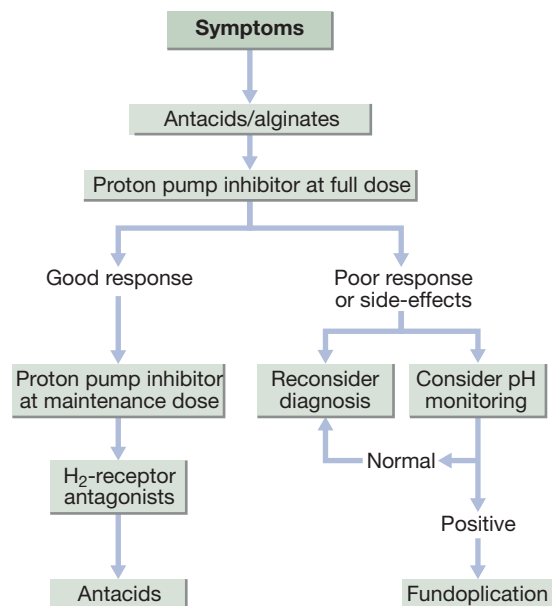 Symptoms
Antacids/alginates
Proton pump inhibitor at full dose
Good response
Poor response
or side-effects
Proton pump inhibitor
at maintenance dose
Reconsider
diagnosis
Consider pH
monitoring
Normal
H₂-receptor
antagonists
Positive
Antacids
Fundoplication